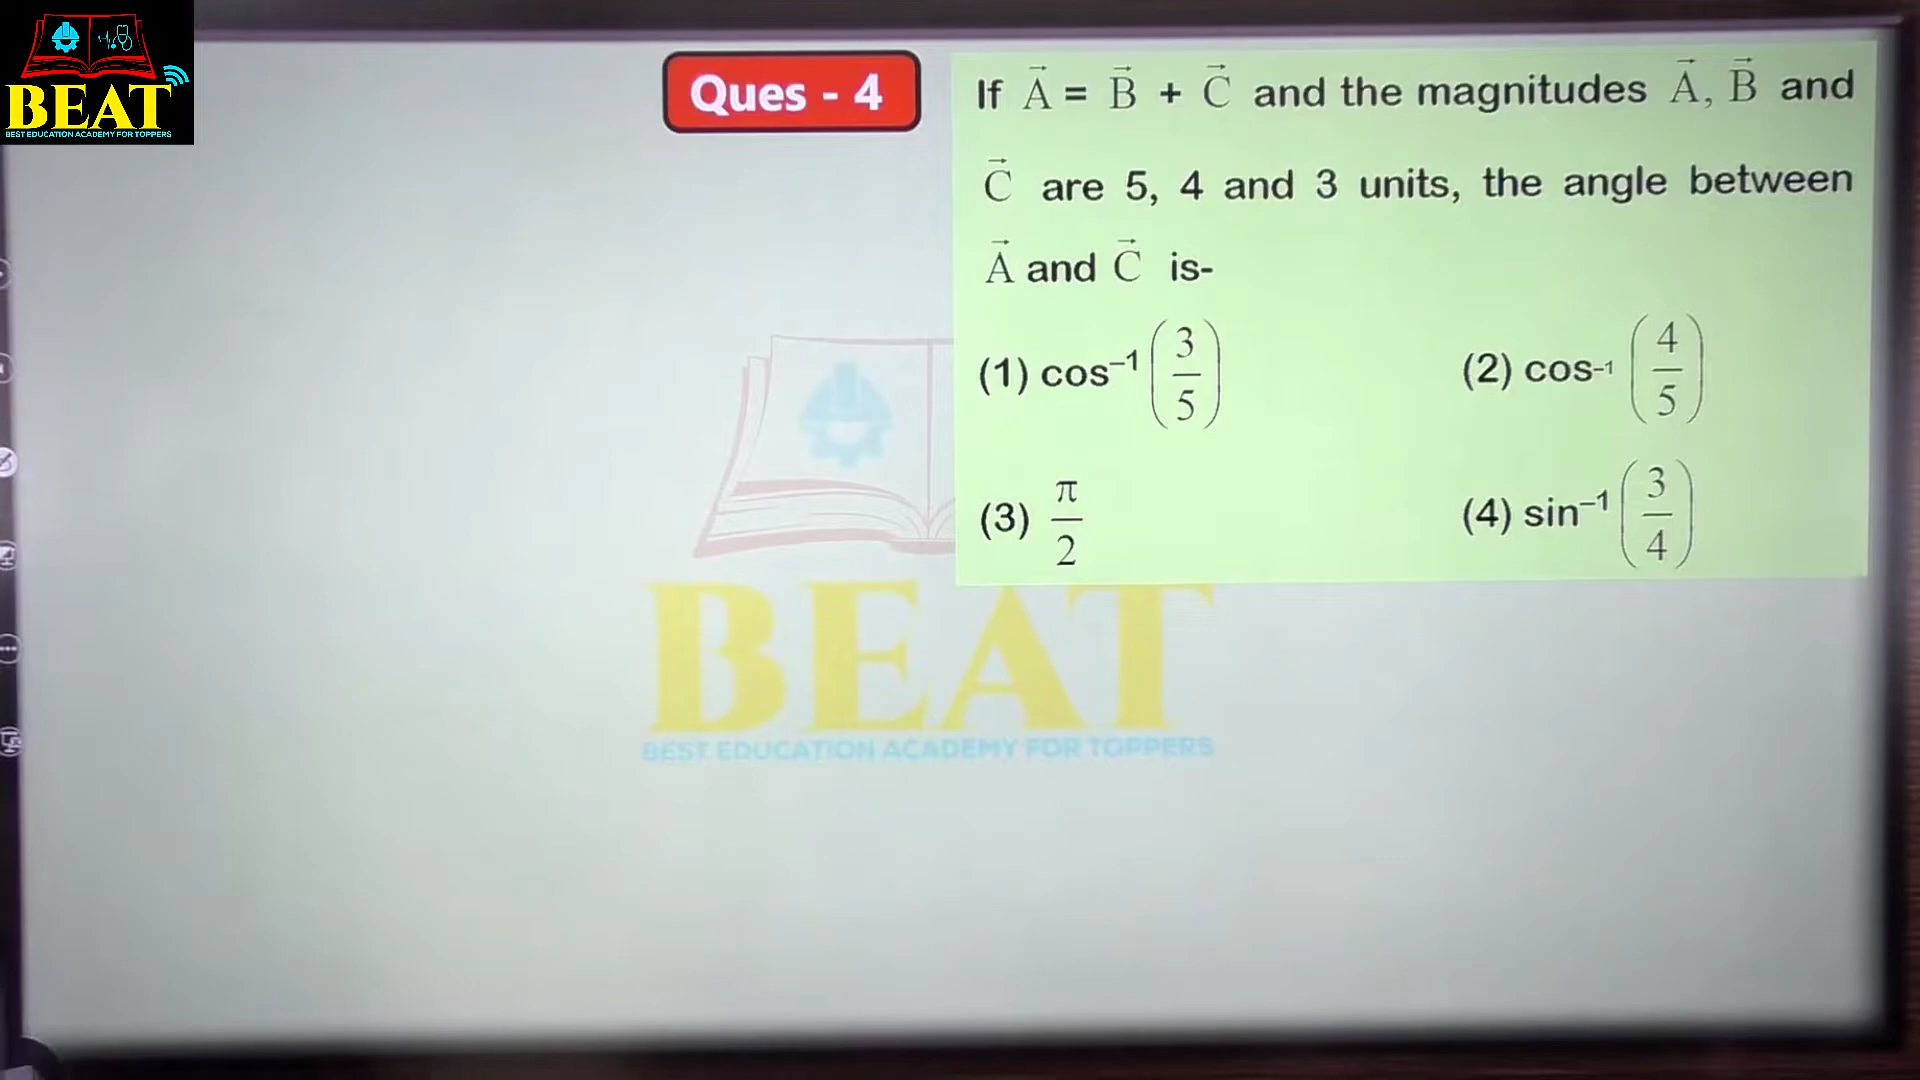 BEAT
BEST EDUCATION ACADEMY FOR TOPPERS
Ques - 4
If A⃗ = B⃗ + C⃗ and the magnitudes A⃗, B⃗ and
C⃗ are 5, 4 and 3 units, the angle between
A⃗ and C⃗ is-
(1) cos⁻¹ (3/5) (2) cos⁻¹ (4/5)
(3) π/2 (4) sin⁻¹ (3/4)
BEAT
BEST EDUCATION ACADEMY FOR TOPPERS